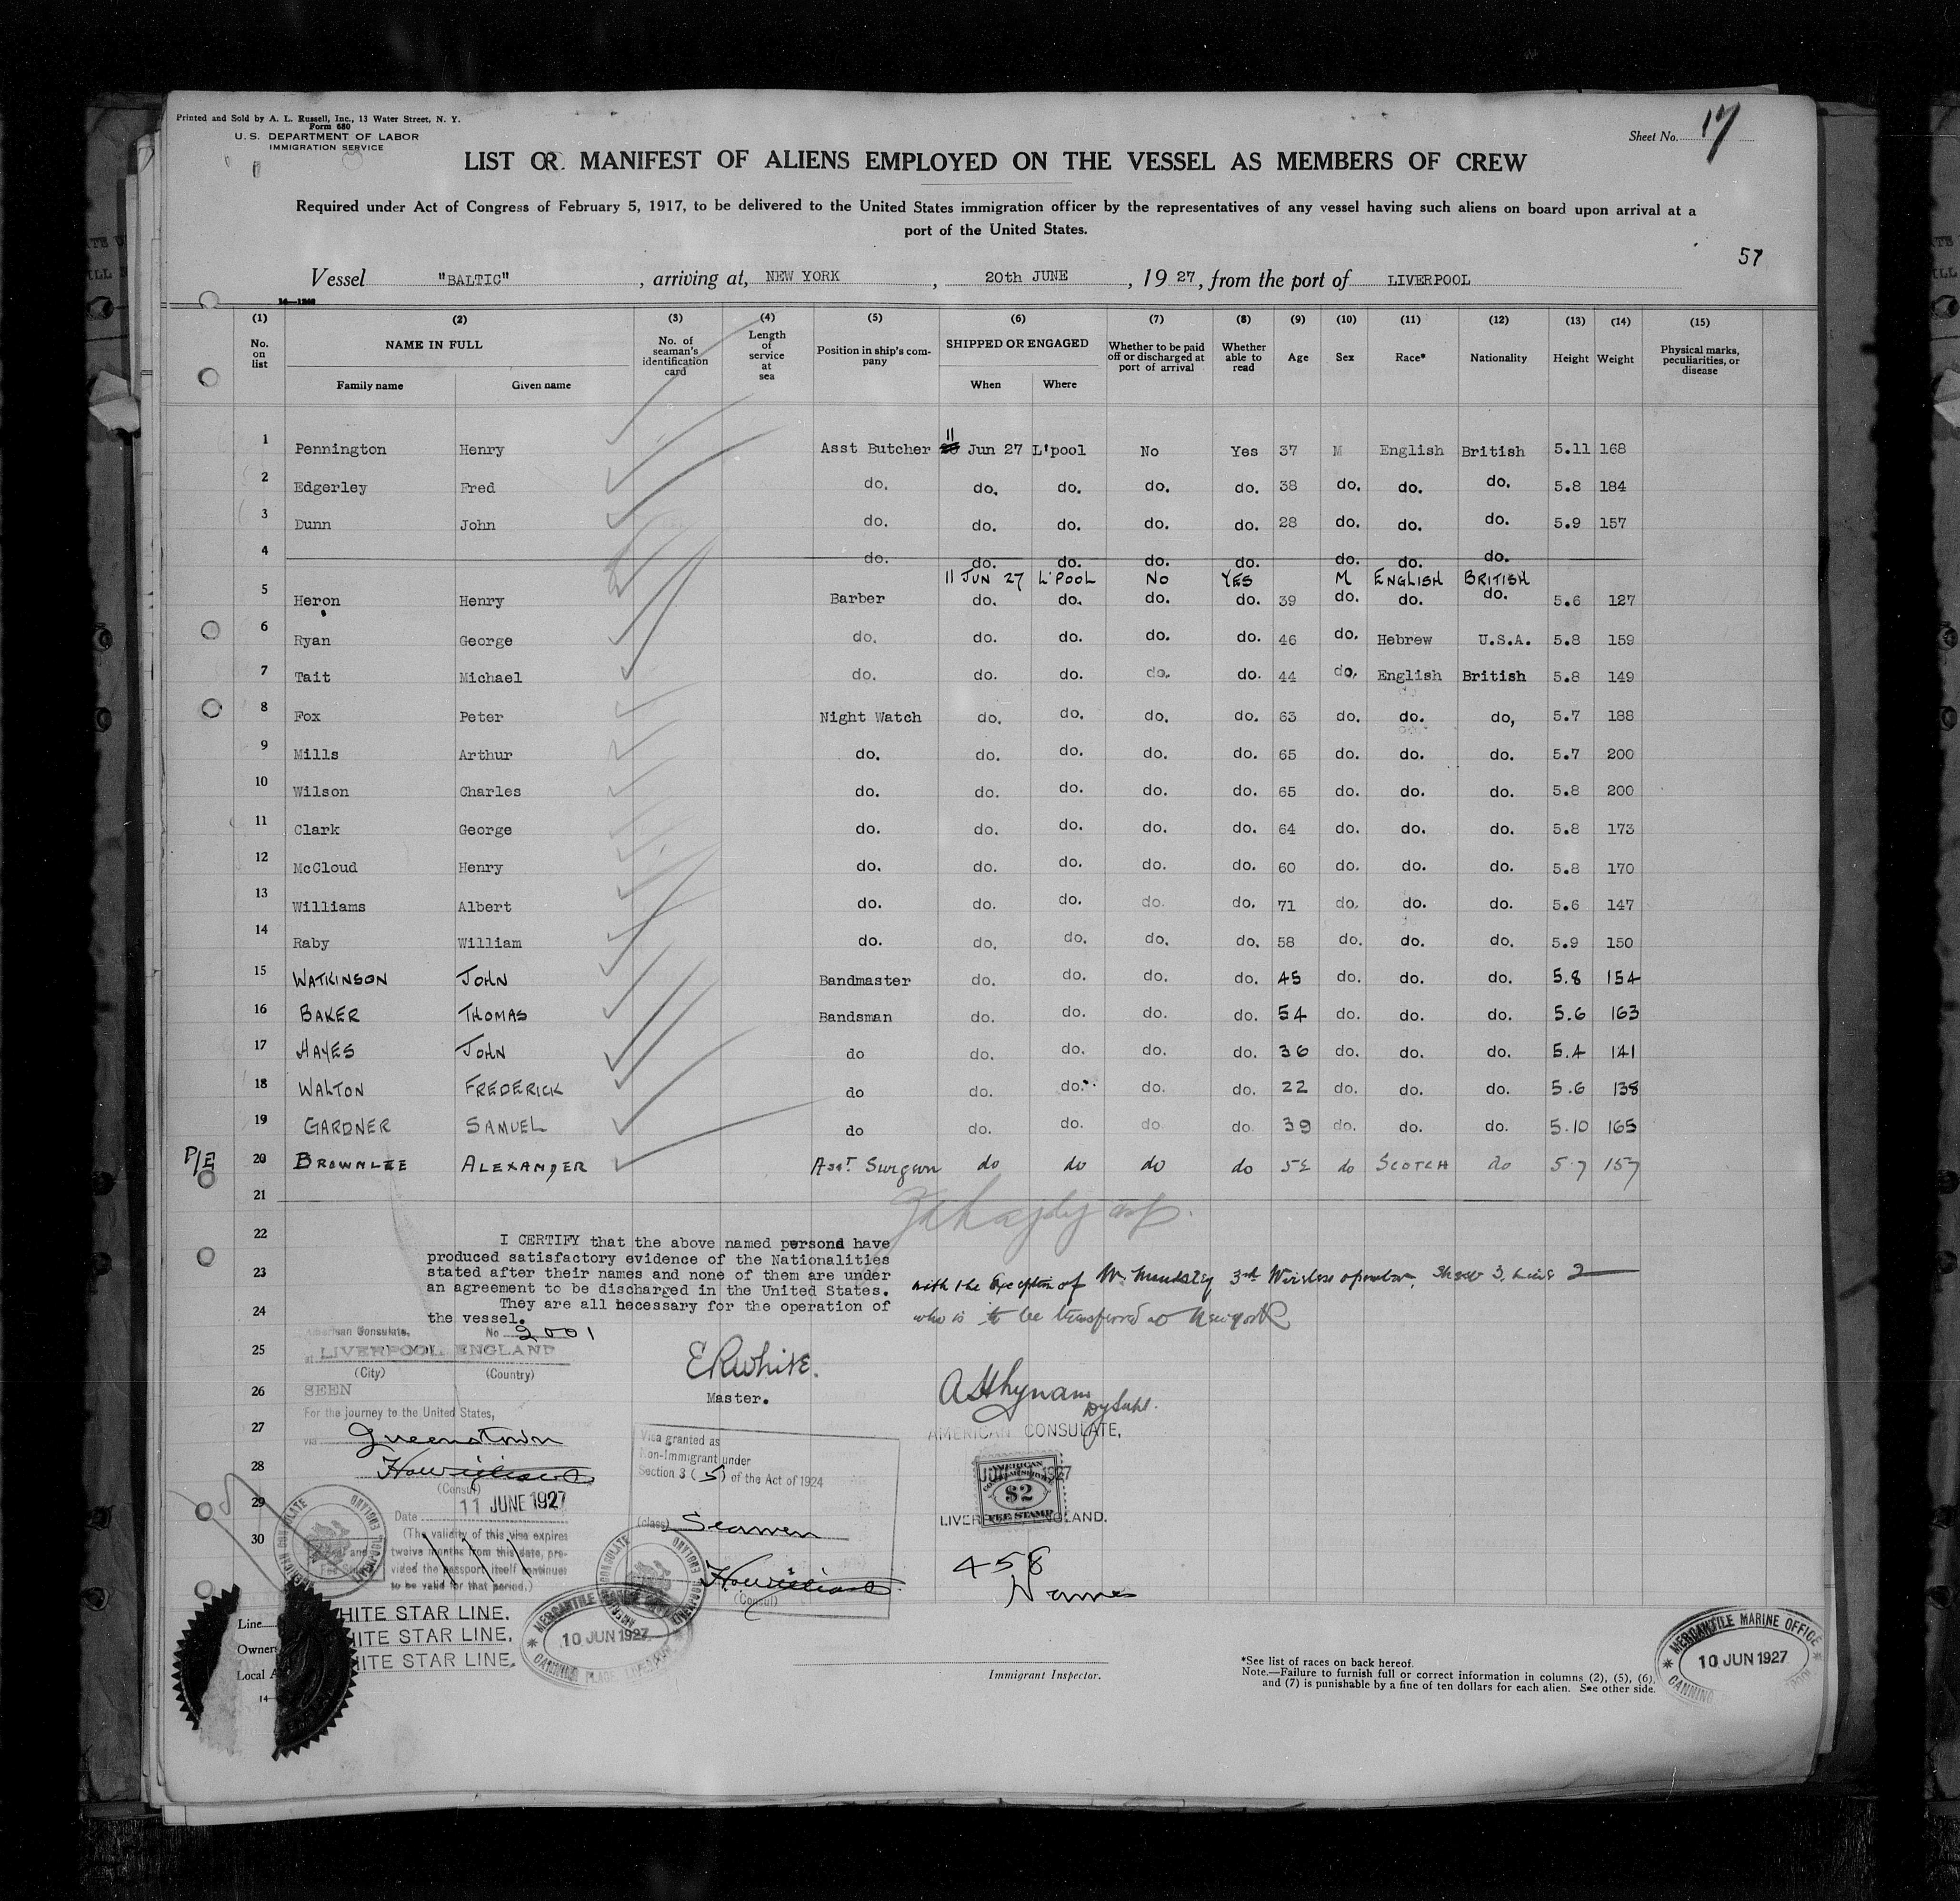 Printed and Sold by A. L. Russell, Inc., 13 Water Street, N. Y.
Form 680
U. S. DEPARTMENT OF LABOR
IMMIGRATION SERVICE
Sheet No. 17
LIST OR MANIFEST OF ALIENS EMPLOYED ON THE VESSEL AS MEMBERS OF CREW
Required under Act of Congress of February 5, 1917, to be delivered to the United States immigration officer by the representatives of any vessel having such aliens on board upon arrival at a
port of the United States.
57
Vessel "BALTIC", arriving at, NEW YORK, 20th JUNE, 1927, from the port of LIVERPOOL
(1) (2) (3) (4) (5) (6) (7) (8) (9) (10) (11) (12) (13) (14) (15)
No. on list NAME IN FULL Family name Given name No. of seaman's identification card Length of service at sea Position in ship's company SHIPPED OR ENGAGED When Where Whether to be paid off or discharged at port of arrival Whether able to read Age Sex Race* Nationality Height Weight Physical marks, peculiarities, or disease
1 Pennington Henry Asst Butcher 11 Jun 27 L'pool No Yes 37 M English British 5.11 168
2 Edgerley Fred do. do. do. do. do. 38 do. do. do. 5.8 184
3 Dunn John do. do. do. do. do. 28 do. do. do. 5.9 157
4 do. do. do. do. do. do. do. do.
11 JUN 27 L'POOL NO YES M ENGLISH BRITISH
5 Heron Henry Barber do. do. do. do. 39 do. do. do. 5.6 127
6 Ryan George do. do. do. do. do. 46 do. Hebrew U.S.A. 5.8 159
7 Tait Michael do. do. do. do. do. 44 do. English British 5.8 149
8 Fox Peter Night Watch do. do. do. do. 63 do. do. do, 5.7 188
9 Mills Arthur do. do. do. do. do. 65 do. do. do. 5.7 200
10 Wilson Charles do. do. do. do. do. 65 do. do. do. 5.8 200
11 Clark George do. do. do. do. do. 64 do. do. do. 5.8 173
12 McCloud Henry do. do. do. do. do. 60 do. do. do. 5.8 170
13 Williams Albert do. do. do. do. do. 71 do. do. do. 5.6 147
14 Raby William do. do. do. do. do. 58 do. do. do. 5.9 150
15 WATKINSON JOHN Bandmaster do. do. do. do. 45 do. do. do. 5.8 154
16 BAKER THOMAS Bandsman do. do. do. do. 54 do. do. do. 5.6 163
17 HAYES JOHN do do. do. do. do. 36 do. do. do. 5.4 141
18 WALTON FREDERICK do do. do. do. do. 22 do. do. do. 5.6 138
19 GARDNER SAMUEL do do. do. do. do. 39 do. do. do. 5.10 165
P/E 20 BROWNLEE ALEXANDER Asst Surgeon do do do do do SCOTCH do 5.7 157
21
22
23
24
25
26
27
28
29
30
I CERTIFY that the above named persond have
produced satisfactory evidence of the Nationalities
stated after their names and none of them are under
an agreement to be discharged in the United States.
They are all necessary for the operation of
the vessel.
with the exception of 3rd Wireless operator, Sheet 3, Line 2
who is to be transferred at New York
American Consulate, No 2001
at LIVERPOOL ENGLAND
(City) (Country)
SEEN
For the journey to the United States,
via Queenstown
(Consul)
Date 11 JUNE 1927
(The validity of this visa expires
twelve months from this date, pro-
vided the passport itself continues
to be valid for that period.)
E R White.
Master.
Visa granted as
Non-Immigrant under
Section 3 (5) of the Act of 1924
(class) Seamen
(Consul)
AMERICAN CONSULATE,
AMERICAN
$2
FEE STAMP
LIVERPOOL, ENGLAND.
458
Names
Line WHITE STAR LINE.
Owners WHITE STAR LINE.
Local A WHITE STAR LINE.
MERCANTILE MARINE OFFICE
10 JUN 1927
CANNING PLACE LIVERPOOL
Immigrant Inspector.
*See list of races on back hereof.
Note.—Failure to furnish full or correct information in columns (2), (5), (6),
and (7) is punishable by a fine of ten dollars for each alien. See other side.
MERCANTILE MARINE OFFICE
10 JUN 1927
CANNING